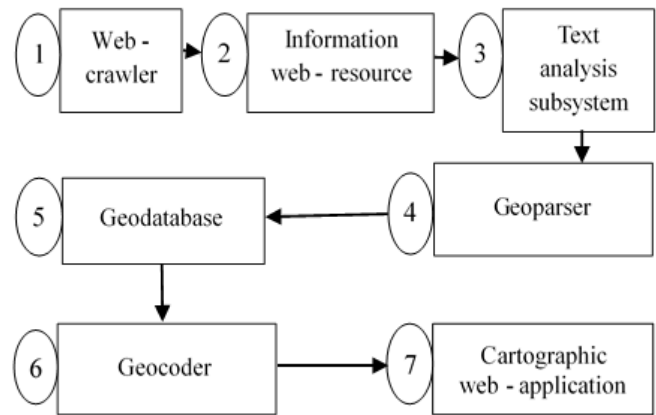 1
Web -
crawler
2
Information
web - resource
3
Text
analysis
subsystem
4
Geoparser
5
Geodatabase
6
Geocoder
7
Cartographic
web - application